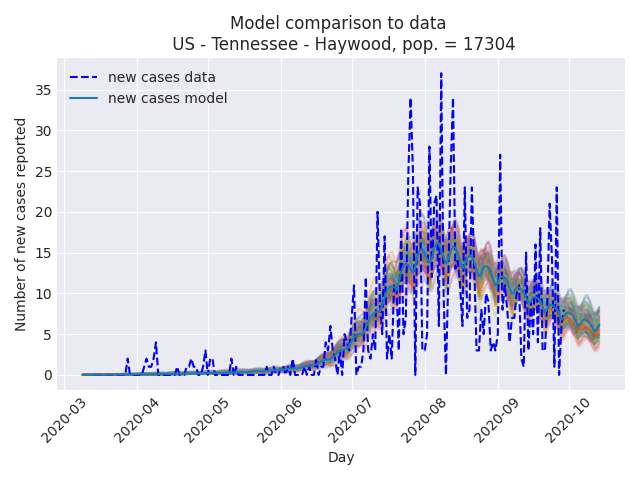 Model comparison to data
US - Tennessee - Haywood, pop. = 17304
new cases data
new cases model
Number of new cases reported
35
30
25
20
15
10
5
0
2020-03
2020-04
2020-05
2020-06
2020-07
2020-08
2020-09
2020-10
Day